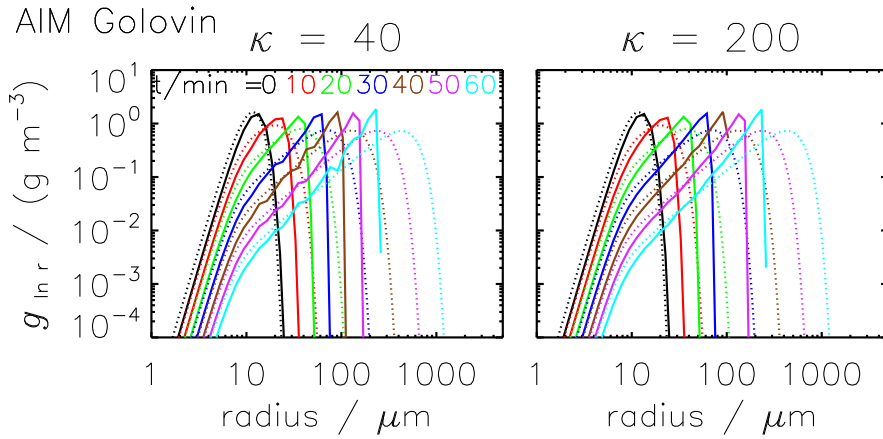 AIM Golovin
κ = 40
κ = 200
t/min =0 10 20 30 40 50 60
g ln r / (g m⁻³)
10¹
10⁰
10⁻¹
10⁻²
10⁻³
10⁻⁴
1 10 100 1000
1 10 100 1000
radius / μm
radius / μm